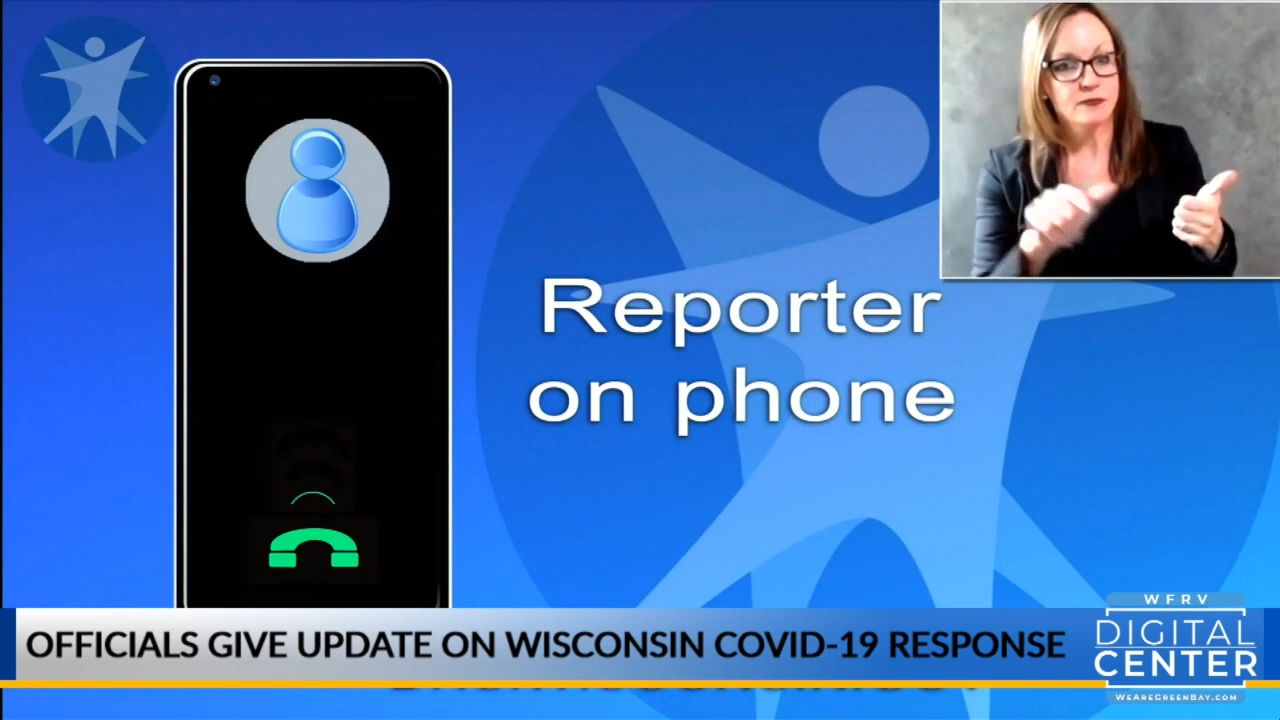 Reporter
on phone
OFFICIALS GIVE UPDATE ON WISCONSIN COVID-19 RESPONSE
WFRV
DIGITAL
CENTER
WEAREGREENBAY.COM